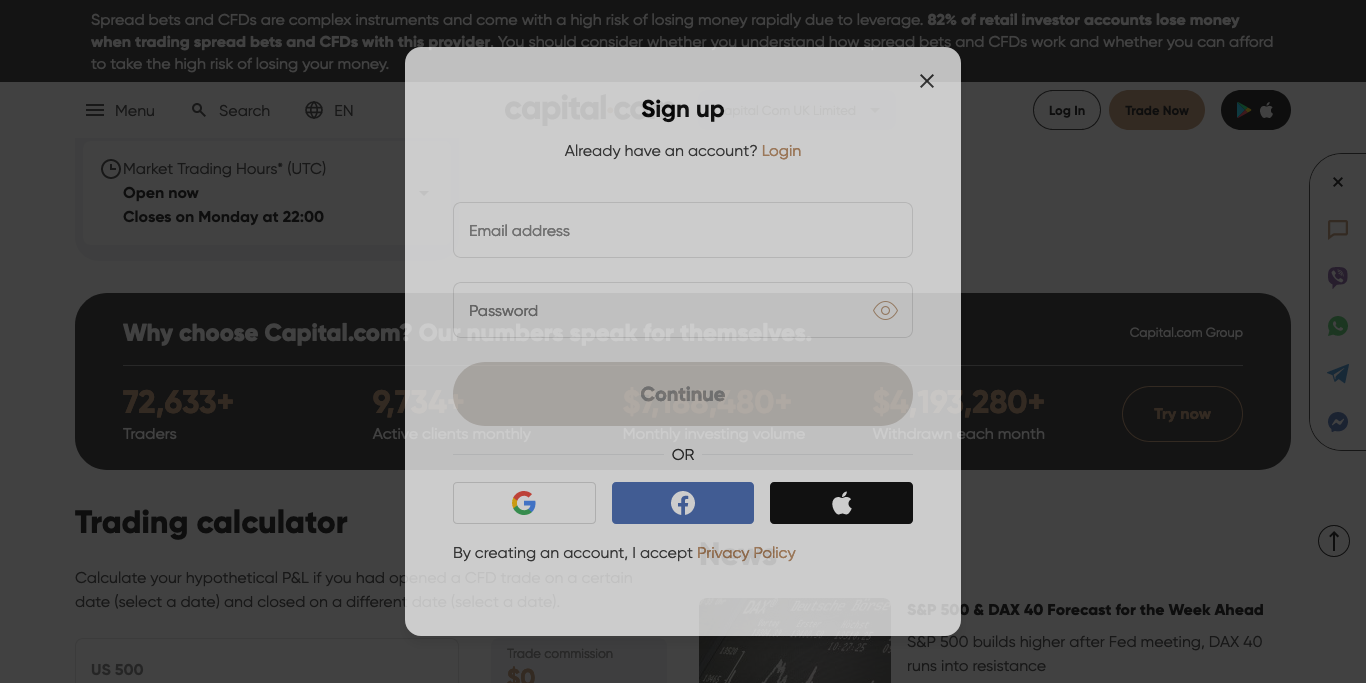 Spread bets and CFDs are complex instruments and come with a high risk of losing money rapidly due to leverage. 82% of retail investor accounts lose money
when trading spread bets and CFDs with this provider. You should consider whether you understand how spread bets and CFDs work and whether you can afford
to take the high risk of losing your money.
Menu Search EN
capital.co
Capital Com UK Limited
Log In Trade Now
Sign up
Already have an account? Login
Email address
Password
Continue
OR
By creating an account, I accept Privacy Policy
Market Trading Hours* (UTC)
Open now
Closes on Monday at 22:00
Why choose Capital.com? Our numbers speak for themselves.
Capital.com Group
72,633+
Traders
9,734+
Active clients monthly
Monthly investing volume
$4,193,280+
Withdrawn each month
Try now
Trading calculator
Calculate your hypothetical P&L if you had opened a CFD trade on a certain
date (select a date) and closed on a different date (select a date).
US 500
Trade commission
$0
News
S&P 500 & DAX 40 Forecast for the Week Ahead
S&P 500 builds higher after Fed meeting, DAX 40
runs into resistance